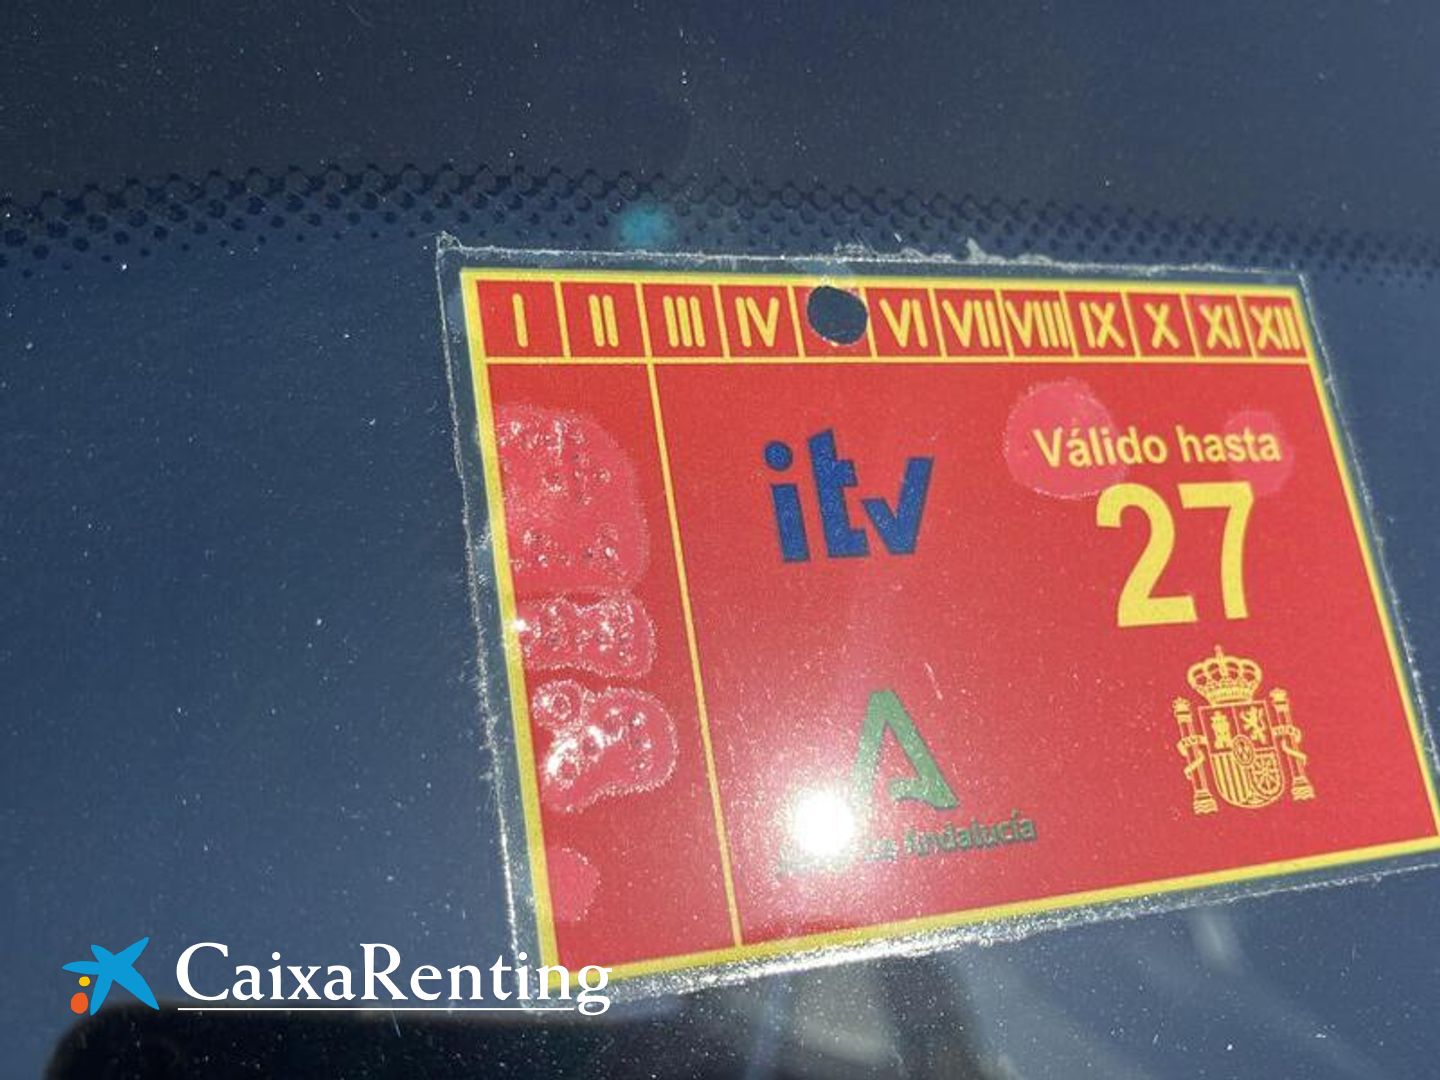 I II III IV VI VII VIII IX X XI XII
itv
Válido hasta
27
Andalucía
CaixaRenting